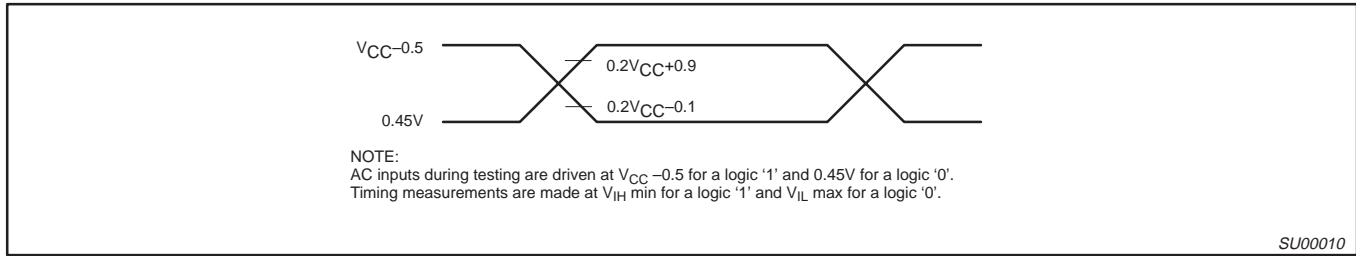 VCC–0.5
0.2VCC+0.9
0.2VCC–0.1
0.45V
NOTE:
AC inputs during testing are driven at VCC –0.5 for a logic ‘1’ and 0.45V for a logic ‘0’.
Timing measurements are made at VIH min for a logic ‘1’ and VIL max for a logic ‘0’.
SU00010